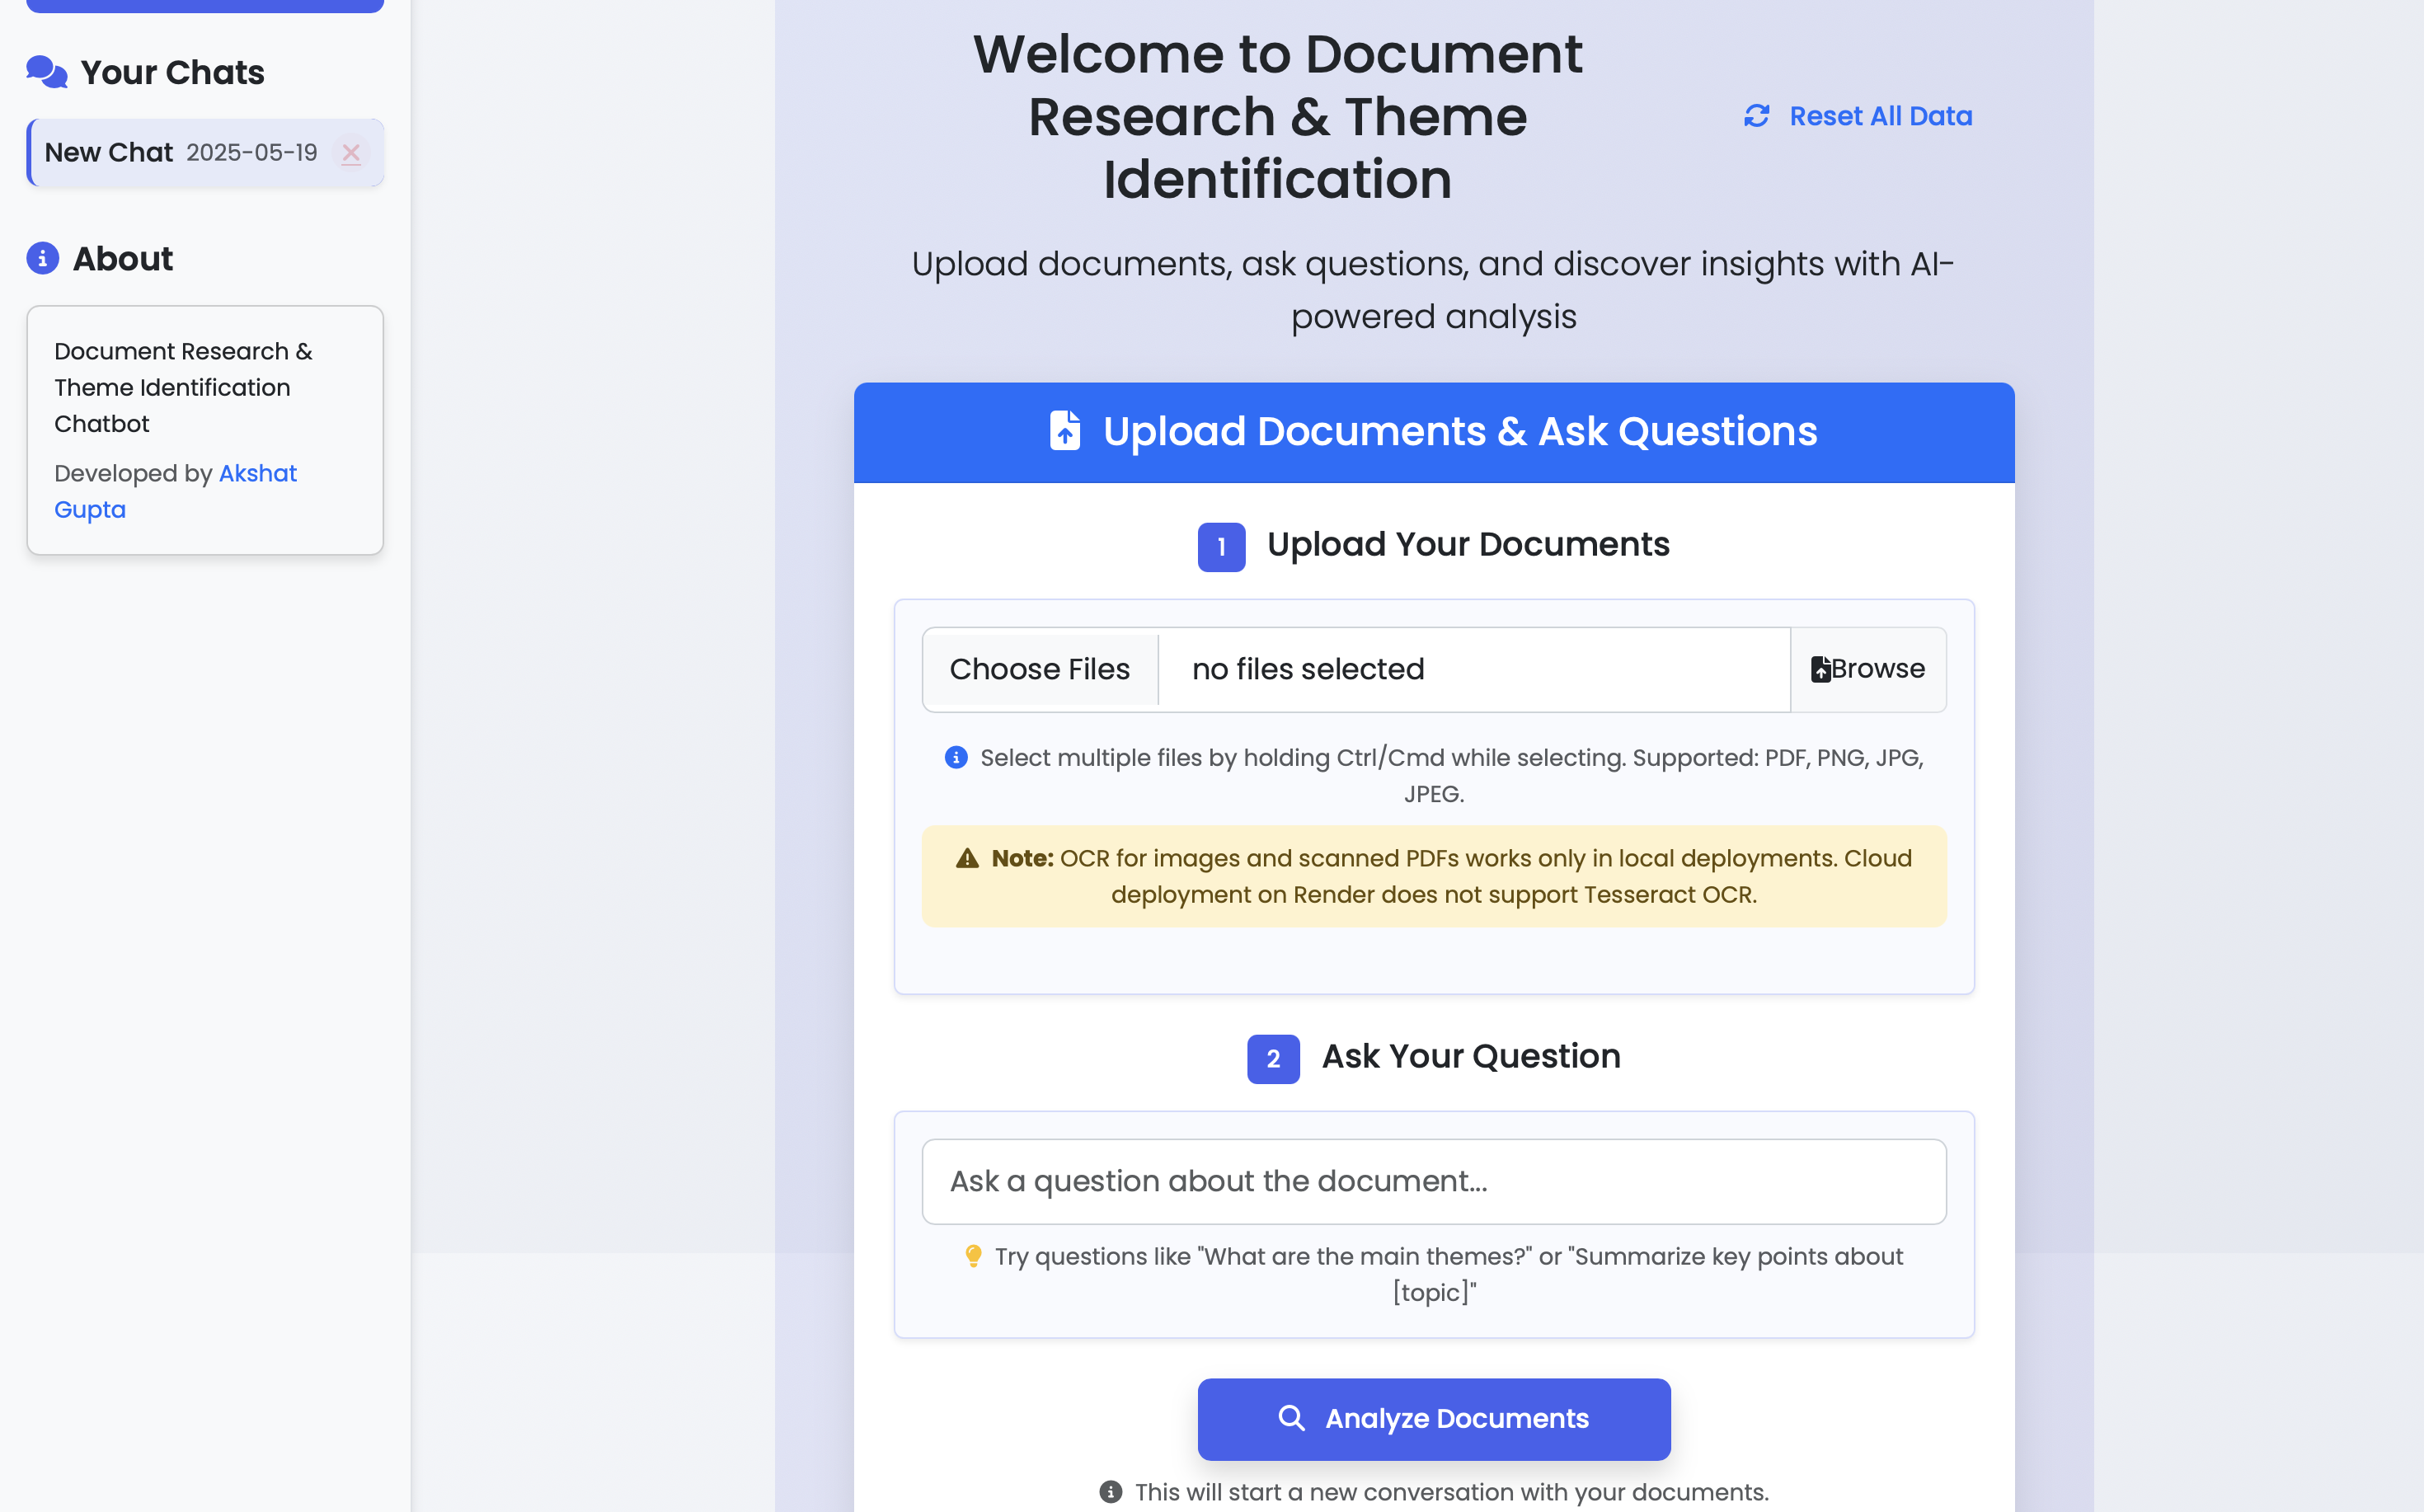 Your Chats
New Chat 2025-05-19
About
Document Research &
Theme Identification
Chatbot
Developed by Akshat
Gupta
Welcome to Document
Research & Theme
Identification
Reset All Data
Upload documents, ask questions, and discover insights with AI-
powered analysis
Upload Documents & Ask Questions
1 Upload Your Documents
Choose Files no files selected Browse
Select multiple files by holding Ctrl/Cmd while selecting. Supported: PDF, PNG, JPG,
JPEG.
Note: OCR for images and scanned PDFs works only in local deployments. Cloud
deployment on Render does not support Tesseract OCR.
2 Ask Your Question
Ask a question about the document...
Try questions like "What are the main themes?" or "Summarize key points about
[topic]"
Analyze Documents
This will start a new conversation with your documents.